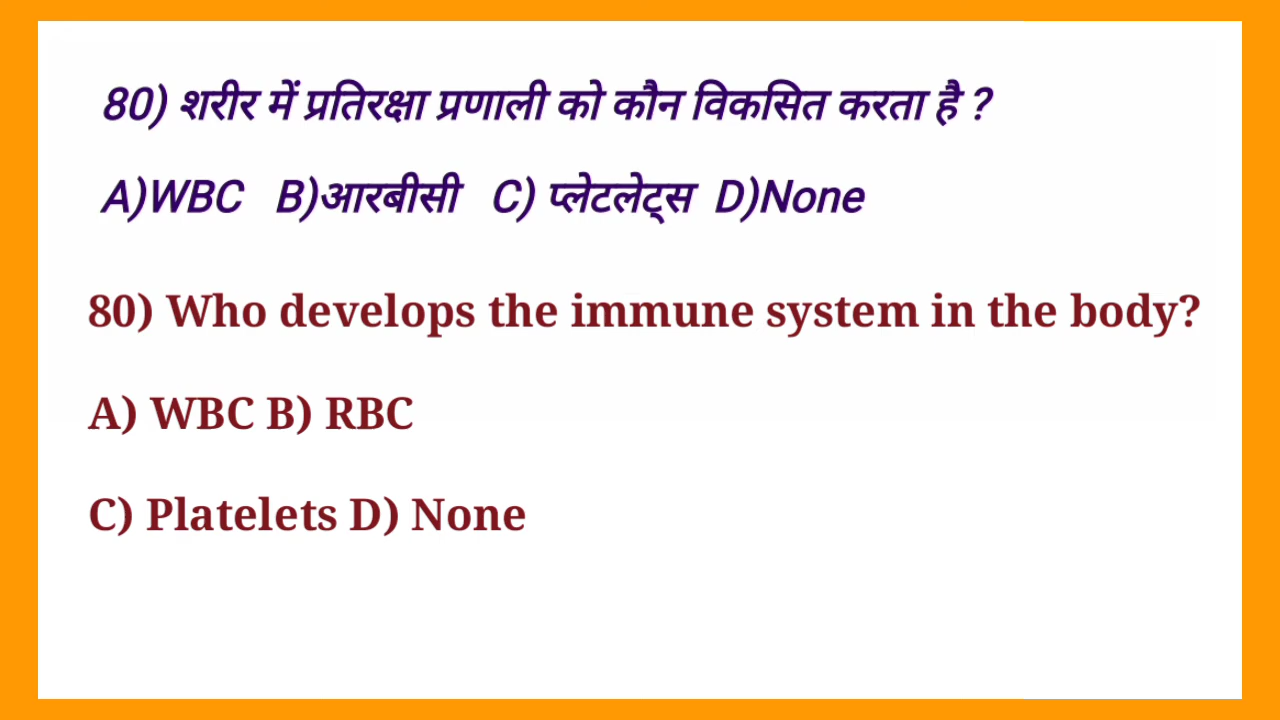 80) शरीर में प्रतिरक्षा प्रणाली को कौन विकसित करता है ?
A)WBC B)आरबीसी C) प्लेटलेट्स D)None
80) Who develops the immune system in the body?
A) WBC B) RBC
C) Platelets D) None